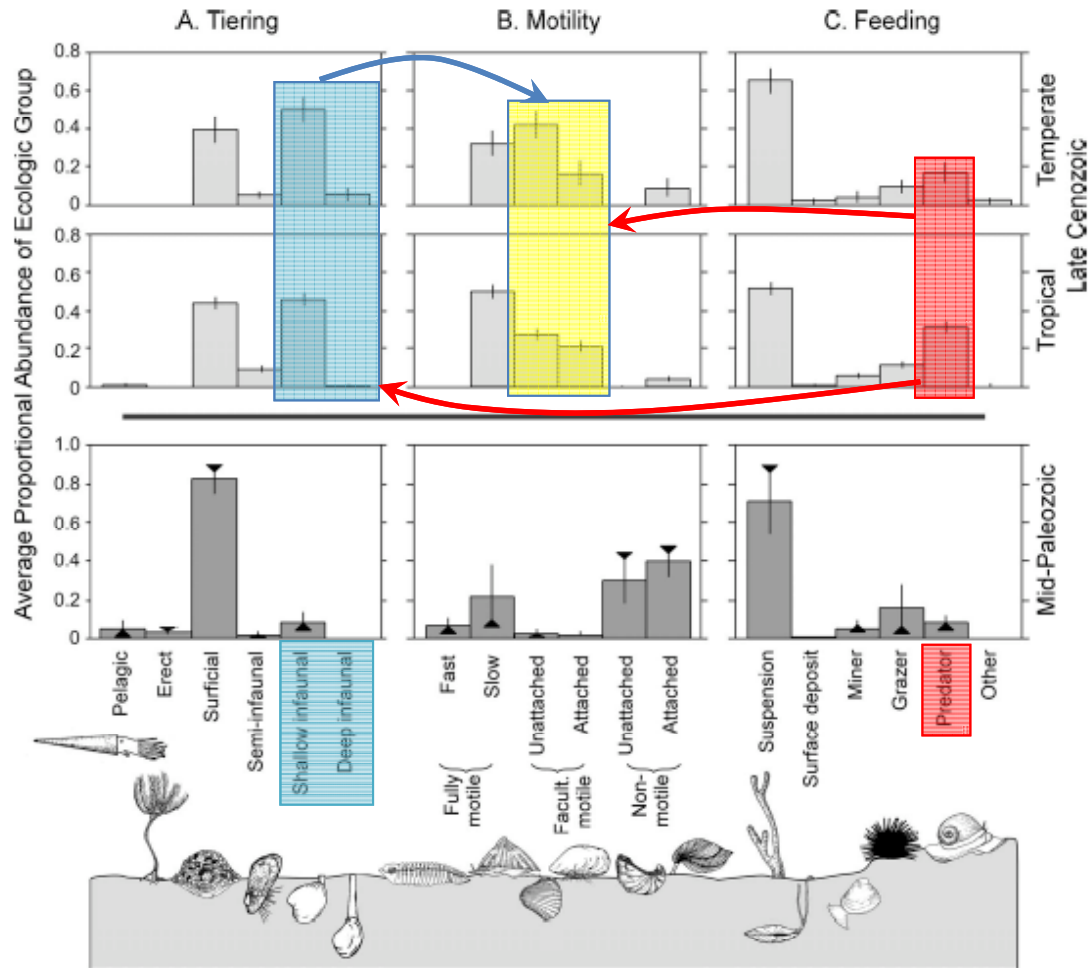 A. Tiering
B. Motility
C. Feeding
Average Proportional Abundance of Ecologic Group
0.8
0.6
0.4
0.2
0
Temperate
0.8
0.6
0.4
0.2
0
Tropical
Late Cenozoic
1.0
0.8
0.6
0.4
0.2
0
Mid-Paleozoic
Pelagic
Erect
Surficial
Semi-infaunal
Shallow infaunal
Deep infaunal
Fast
Slow
Unattached
Attached
Unattached
Attached
Fully
motile
Facult.
motile
Non-
motile
Suspension
Surface deposit
Miner
Grazer
Predator
Other